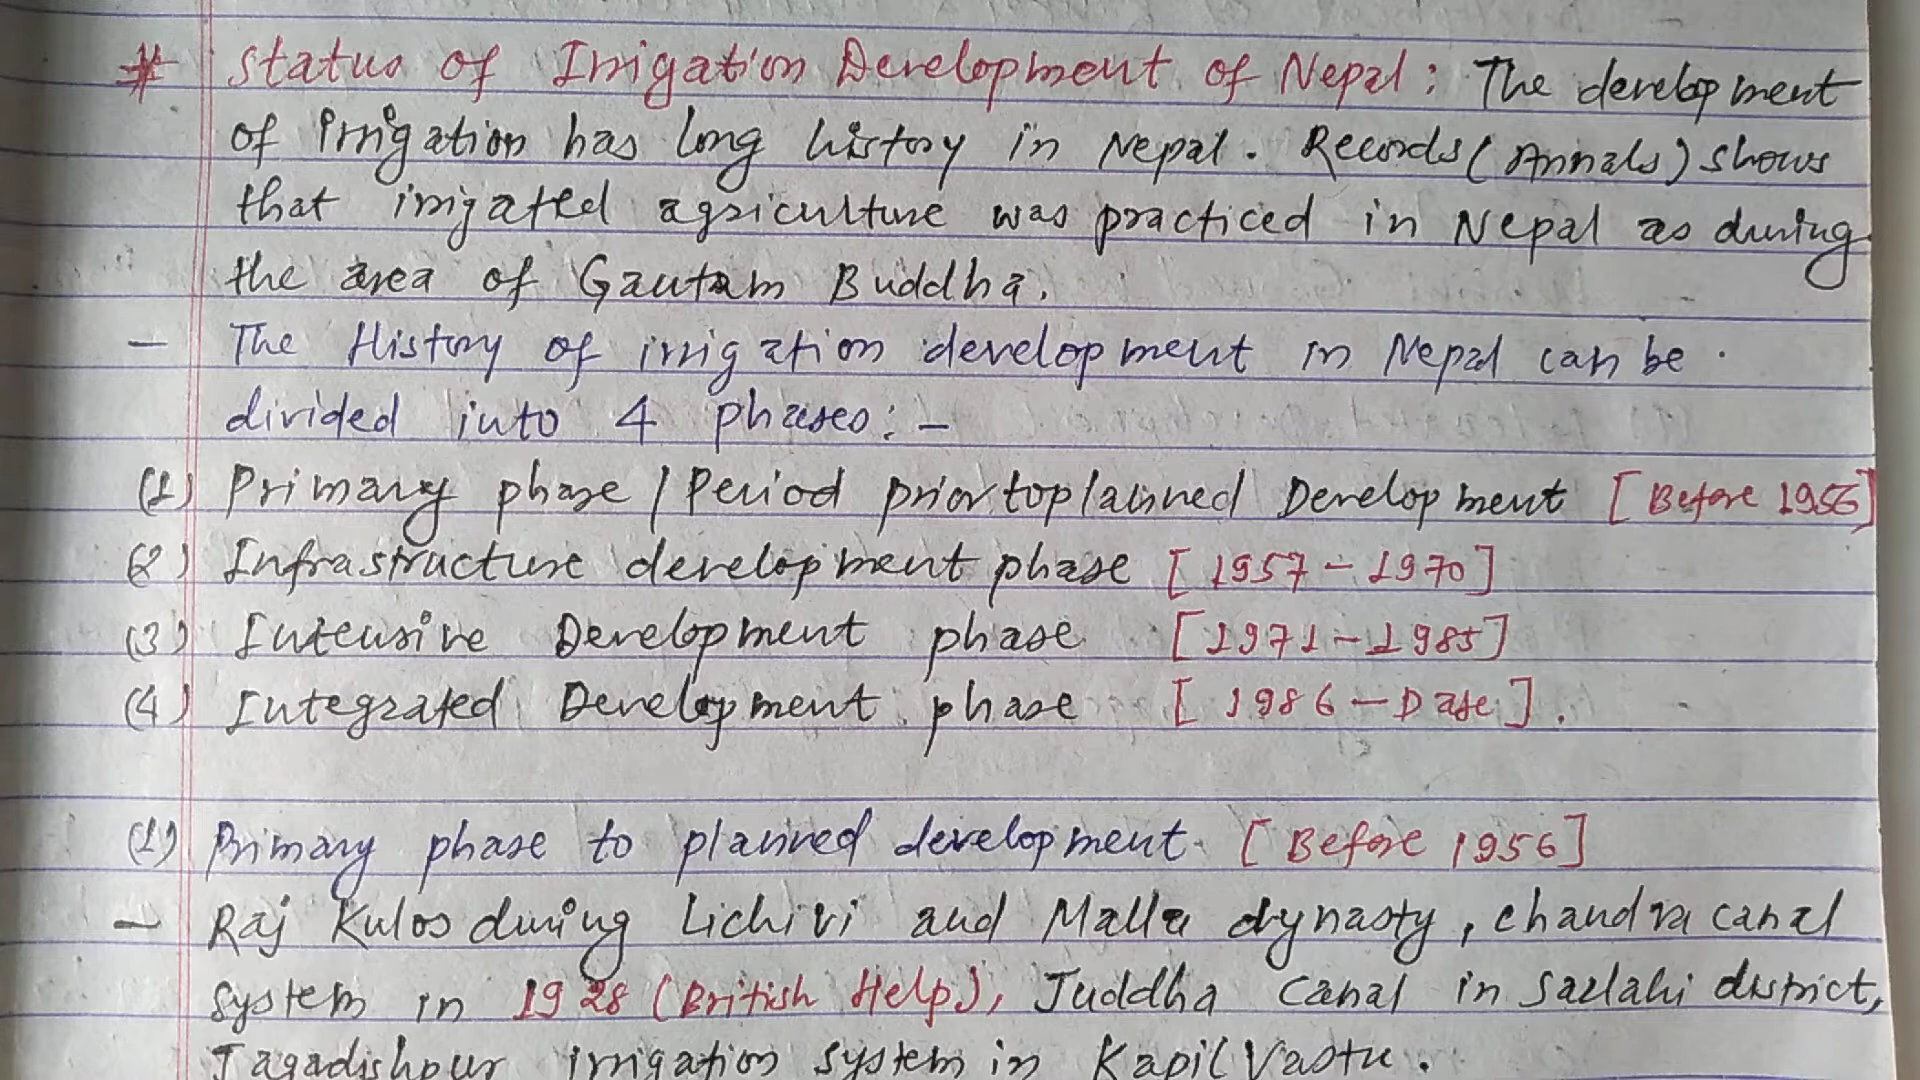 # Status of Irrigation Development of Nepal: The development
of irrigation has long history in Nepal. Records (Annals) shows
that irrigated agriculture was practiced in Nepal as during
the area of Gautam Buddha.
- The History of irrigation development in Nepal can be
divided into 4 phases:-
(1) Primary phase / Period prior to planned Development [Before 1956]
(2) Infrastructure development phase [1957-1970]
(3) Intensive Development phase [1971-1985]
(4) Integrated Development phase [1986-Date].
(1) Primary phase to planned development [Before 1956]
- Raj Kulos during Lichivi and Malla dynasty, chandra canal
system in 1928 (British Help), Juddha canal in Sarlahi district,
Jagadishpur irrigation system in Kapil Vastu.